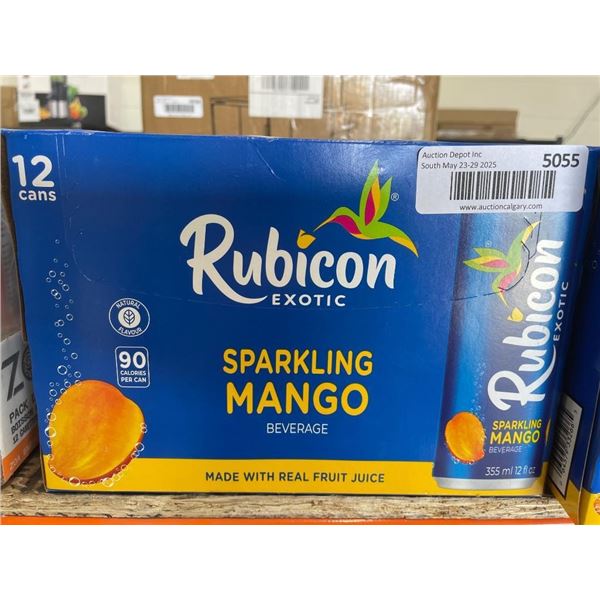 12
cans
Auction Depot Inc
South May 23-29 2025
5055
www.auctioncalgary.com
Rubicon®
EXOTIC
NATURAL
FLAVOUR
90
CALORIES
PER CAN
SPARKLING
MANGO
BEVERAGE
MADE WITH REAL FRUIT JUICE
Rubicon
EXOTIC
SPARKLING
MANGO
BEVERAGE
355 ml 12 fl oz
PACK